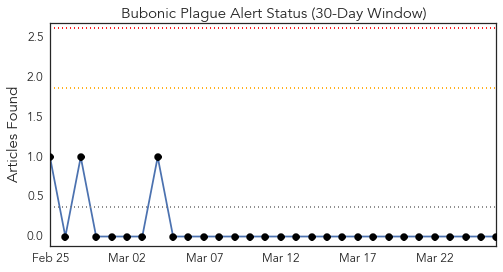 Bubonic Plague Alert Status (30-Day Window)
Articles Found
2.5
2.0
1.5
1.0
0.5
0.0
Feb 25 Mar 02 Mar 07 Mar 12 Mar 17 Mar 22